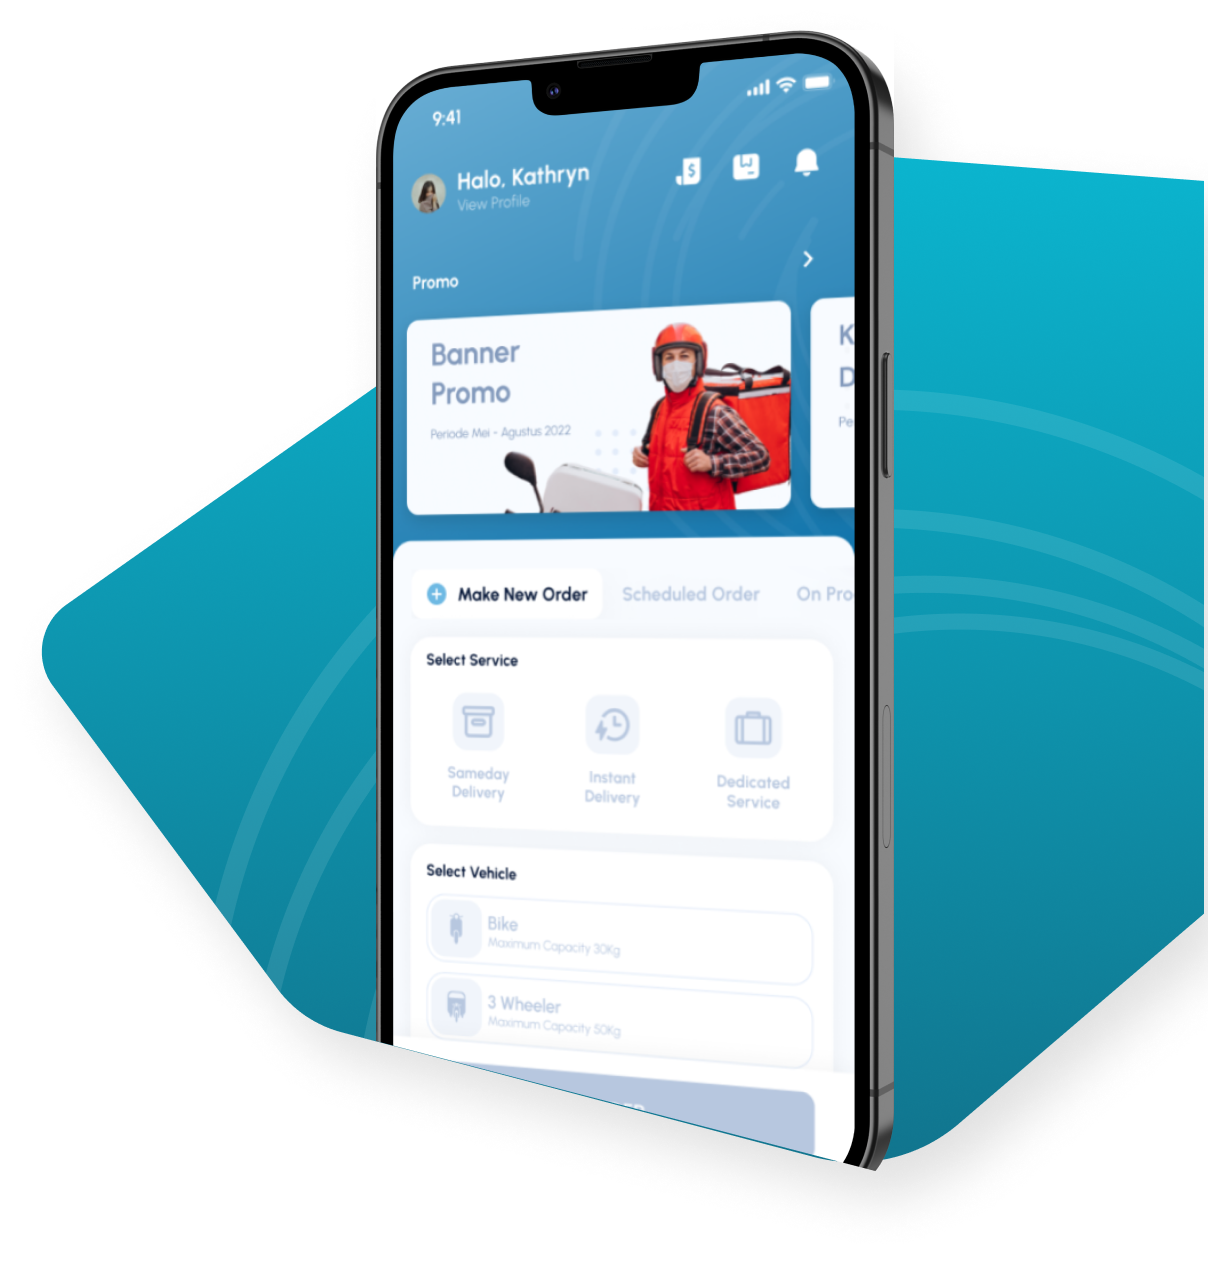 9:41
Halo, Kathryn
View Profile
Promo
Banner
Promo
Periode Mei - Agustus 2022
K
D
Pe
Make New Order
Scheduled Order
On Pro
Select Service
Sameday
Delivery
Instant
Delivery
Dedicated
Service
Select Vehicle
Bike
Maximum Capacity 30Kg
3 Wheeler
Maximum Capacity 50Kg